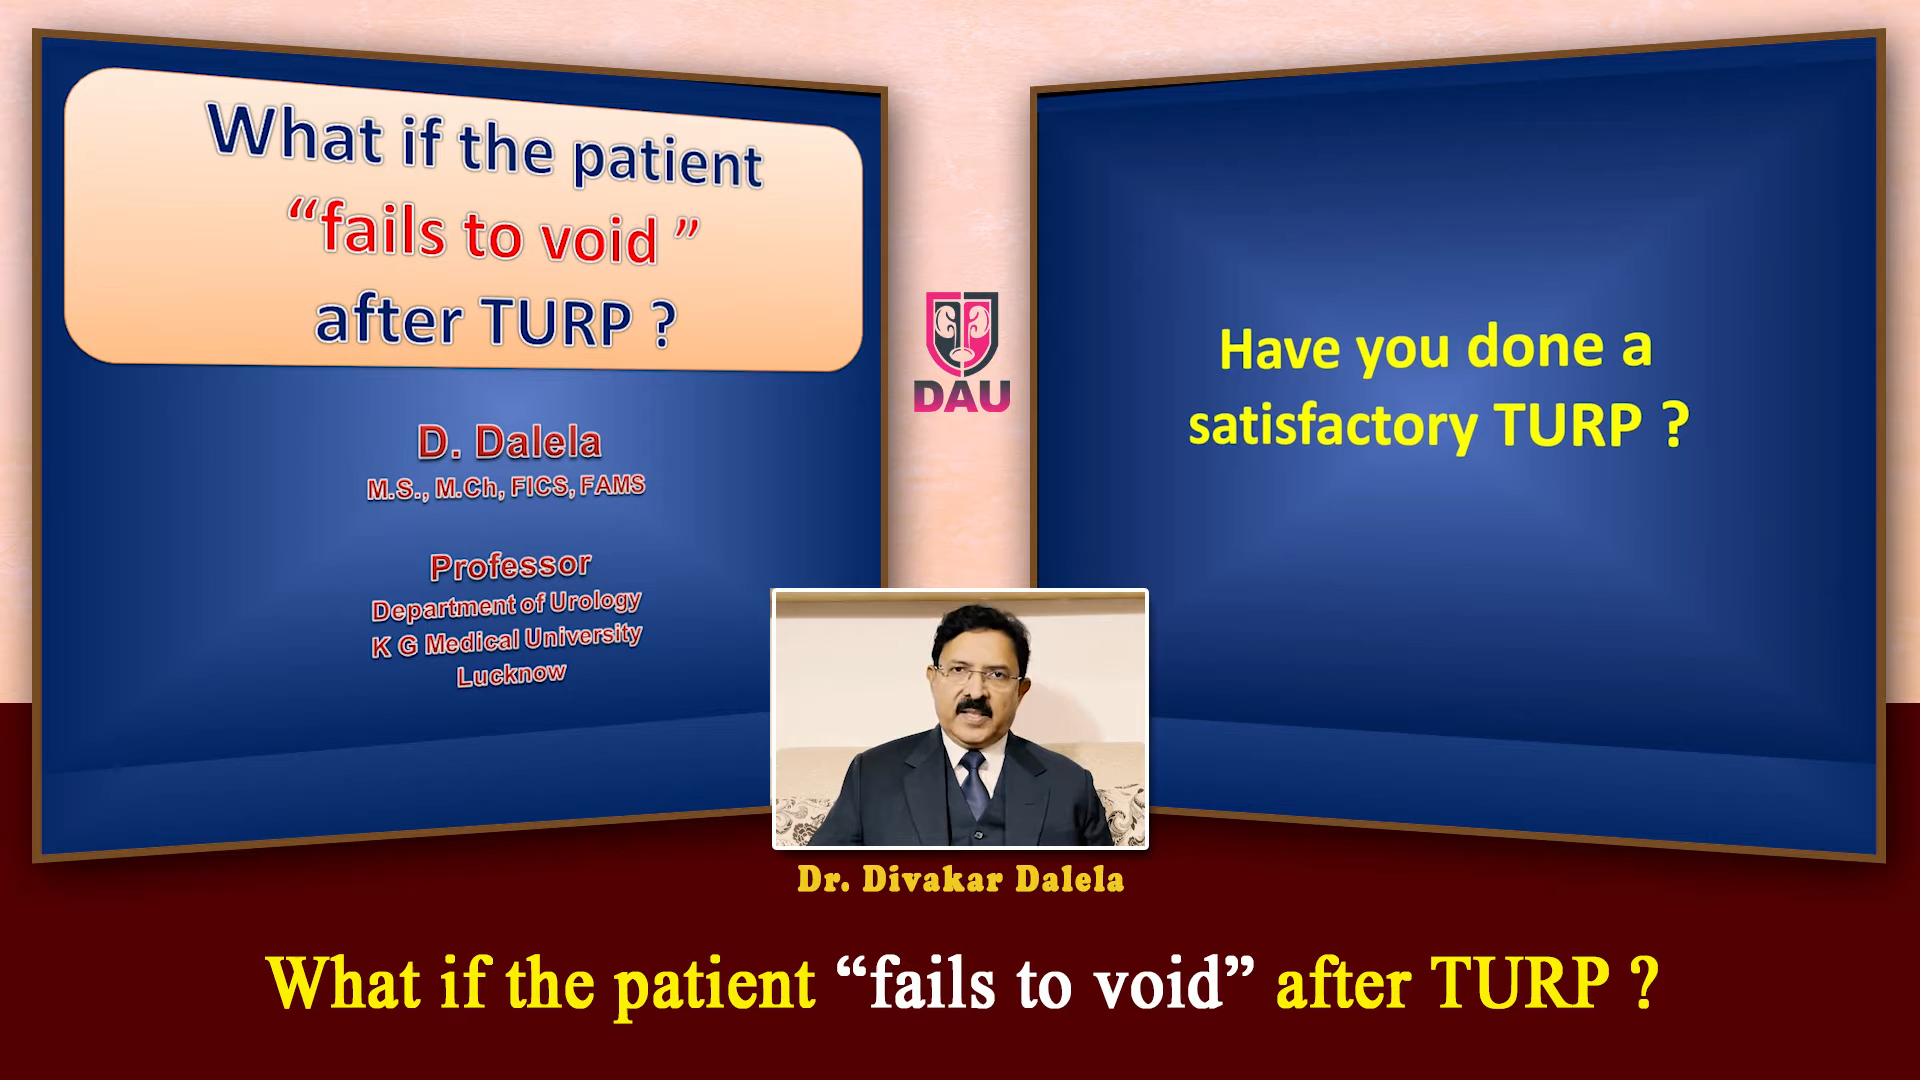 What if the patient
“fails to void ”
after TURP ?
D. Dalela
M.S., M.Ch, FICS, FAMS
Professor
Department of Urology
K G Medical University
Lucknow
DAU
Have you done a
satisfactory TURP ?
Dr. Divakar Dalela
What if the patient “fails to void” after TURP ?